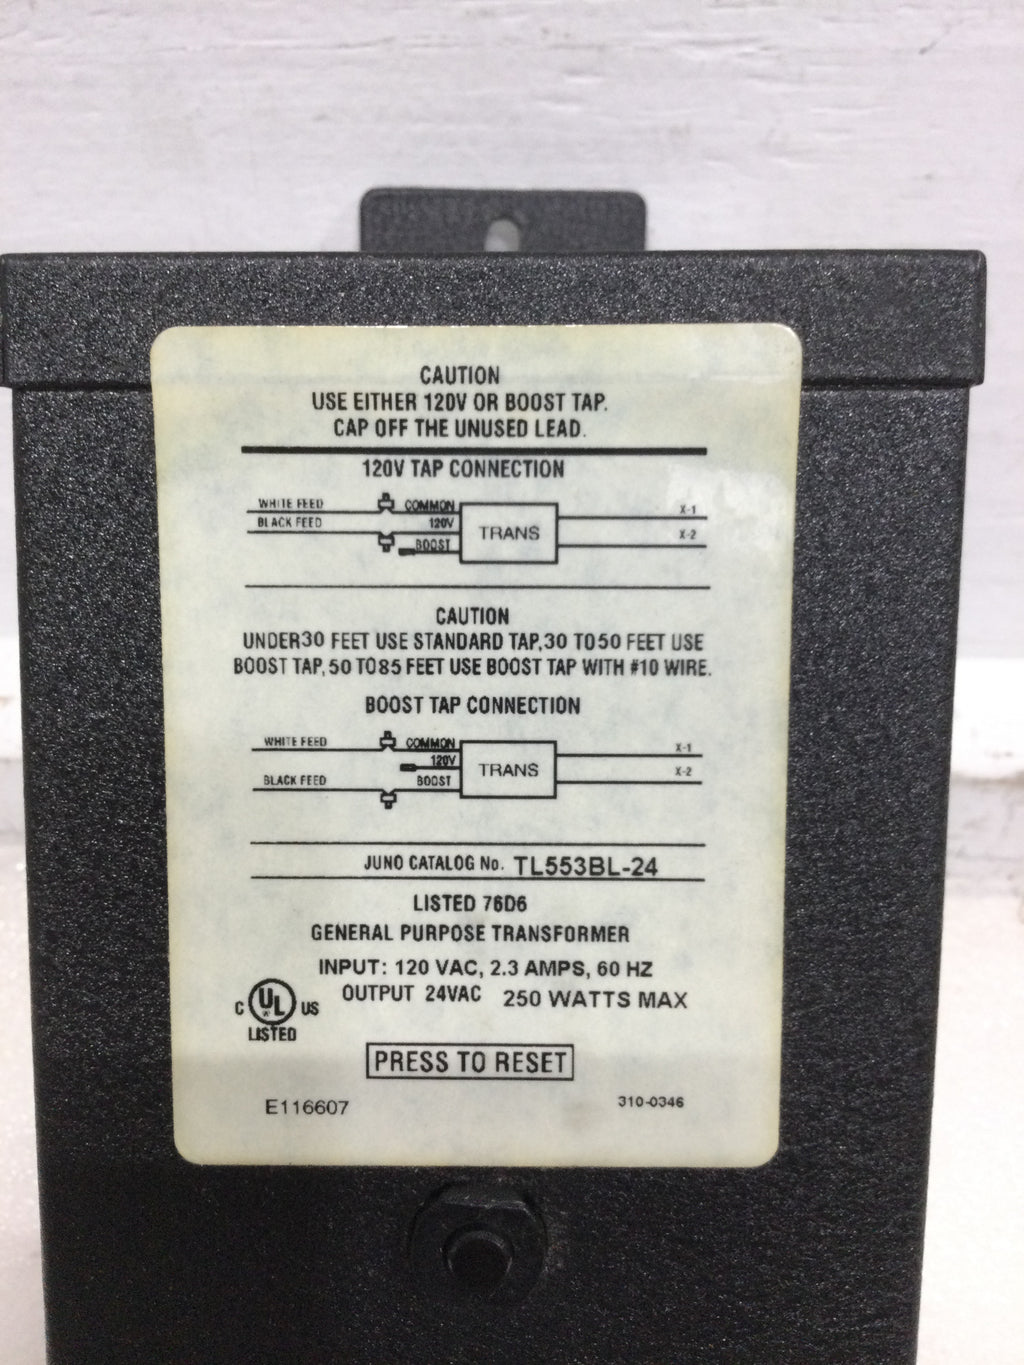 CAUTION
USE EITHER 120V OR BOOST TAP.
CAP OFF THE UNUSED LEAD.
120V TAP CONNECTION
WHITE FEED COMMON X-1
BLACK FEED 120V TRANS X-2
BOOST
CAUTION
UNDER30 FEET USE STANDARD TAP,30 TO50 FEET USE
BOOST TAP,50 TO85 FEET USE BOOST TAP WITH #10 WIRE.
BOOST TAP CONNECTION
WHITE FEED COMMON X-1
120V TRANS X-2
BLACK FEED BOOST
JUNO CATALOG No. TL553BL-24
LISTED 76D6
GENERAL PURPOSE TRANSFORMER
INPUT: 120 VAC, 2.3 AMPS, 60 HZ
OUTPUT 24VAC 250 WATTS MAX
C UL US
LISTED
PRESS TO RESET
E116607 310-0346